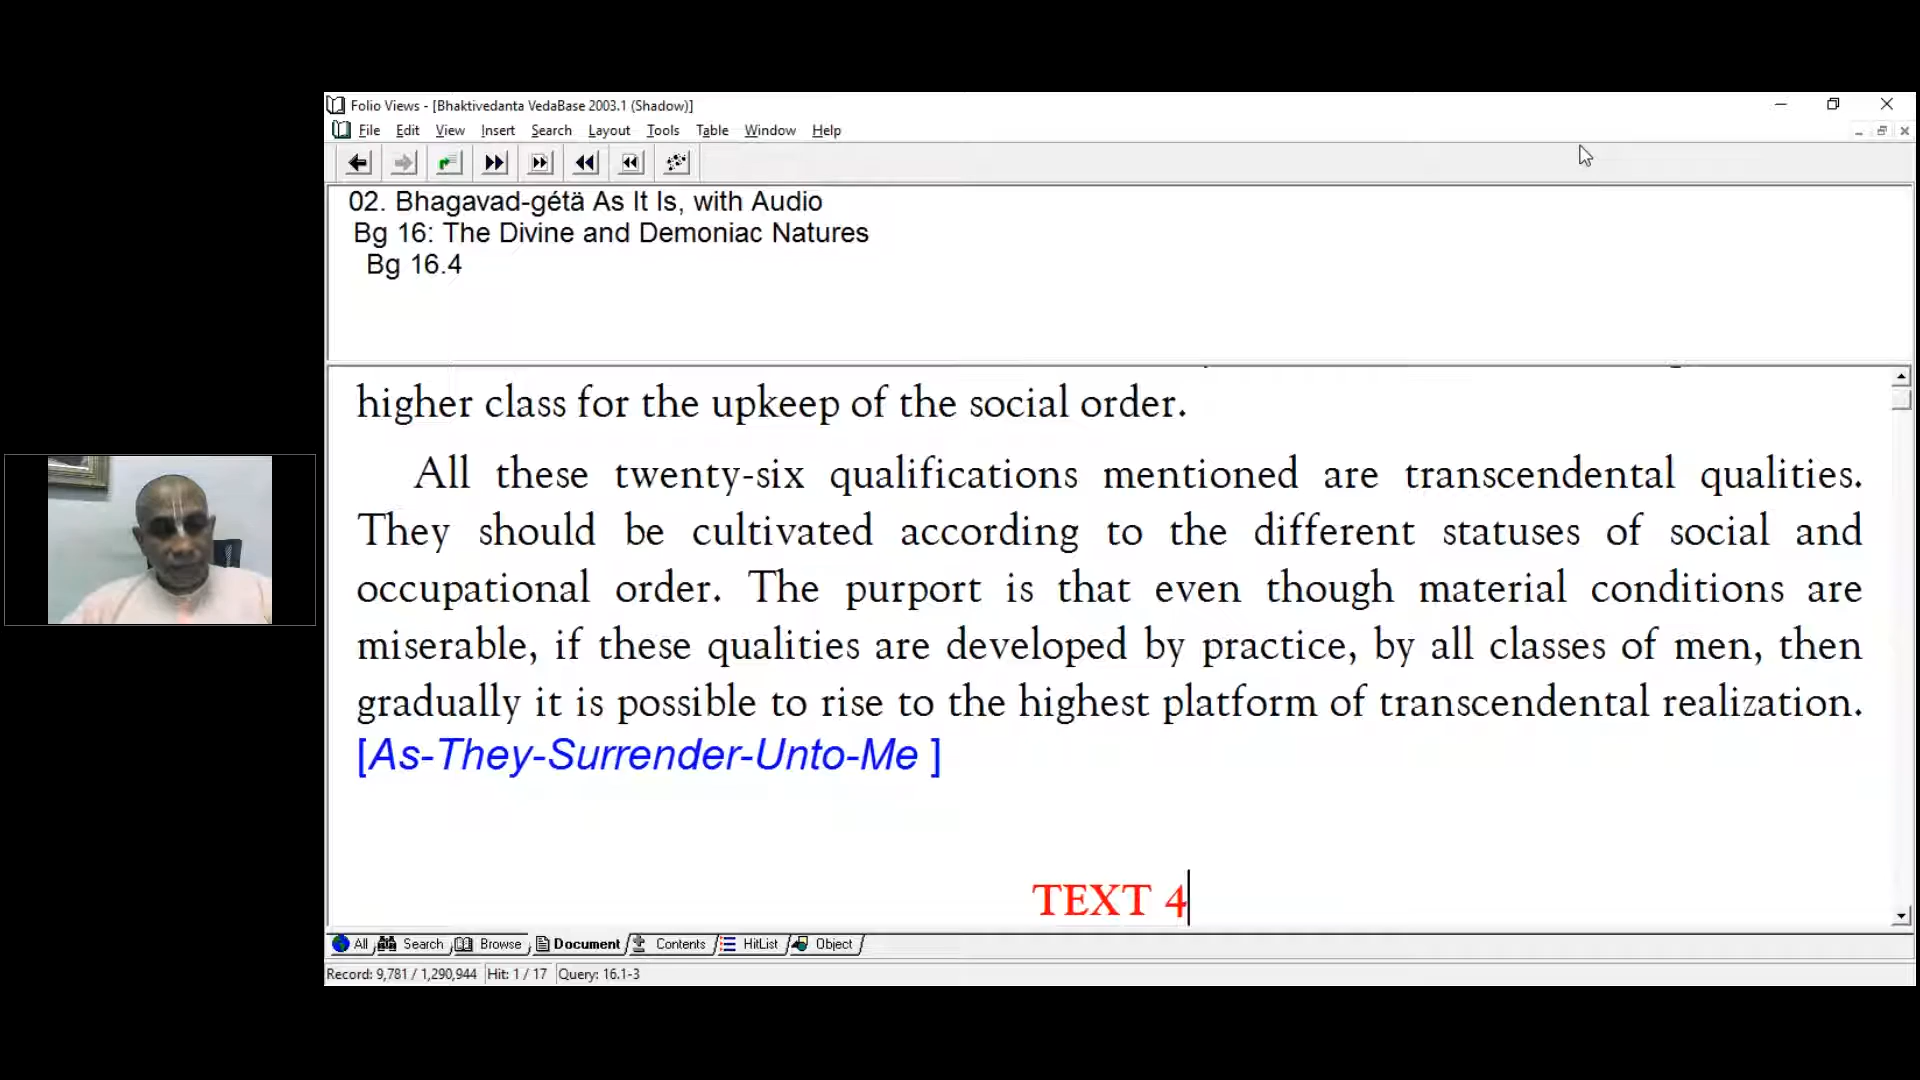 Folio Views - [Bhaktivedanta VedaBase 2003.1 (Shadow)]
File Edit View Insert Search Layout Tools Table Window Help
02. Bhagavad-gétä As It Is, with Audio
Bg 16: The Divine and Demoniac Natures
Bg 16.4
higher class for the upkeep of the social order.
All these twenty-six qualifications mentioned are transcendental qualities.
They should be cultivated according to the different statuses of social and
occupational order. The purport is that even though material conditions are
miserable, if these qualities are developed by practice, by all classes of men, then
gradually it is possible to rise to the highest platform of transcendental realization.
[As-They-Surrender-Unto-Me ]
TEXT 4
All Search Browse Document Contents HitList Object
Record: 9,781 / 1,290,944 Hit: 1 / 17 Query: 16.1-3